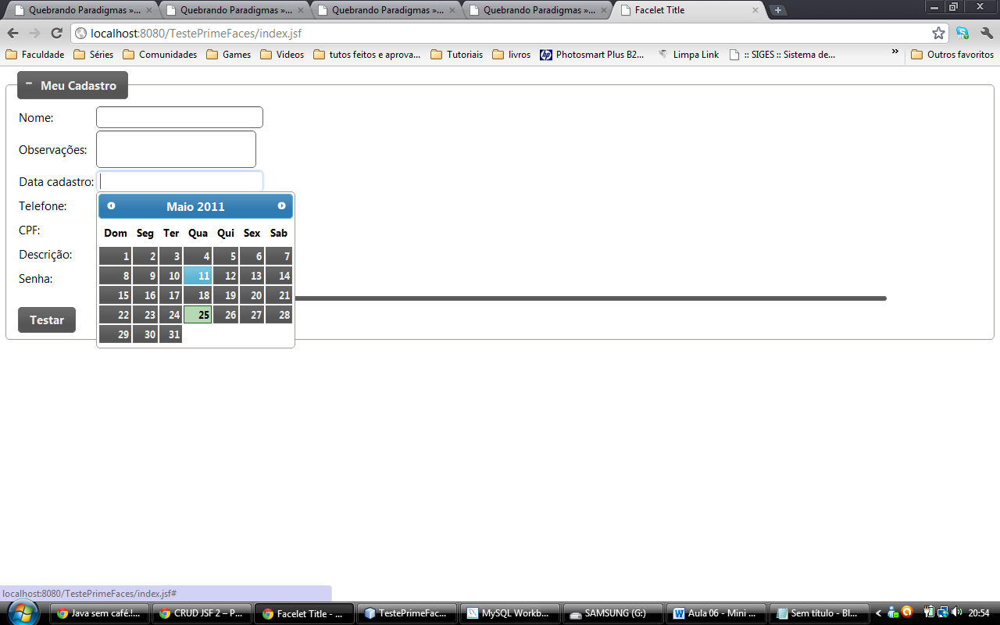 Quebrando Paradigmas »... Quebrando Paradigmas »... Quebrando Paradigmas »... Quebrando Paradigmas »... Facelet Title
localhost:8080/TestePrimeFaces/index.jsf
Faculdade Séries Comunidades Games Videos tutos feitos e aprova... Tutoriais livros Photosmart Plus B2... Limpa Link :: SIGES :: Sistema de... » Outros favoritos
Meu Cadastro
Nome:
Observações:
Data cadastro:
Telefone:
CPF:
Descrição:
Senha:
Testar
Maio 2011
Dom Seg Ter Qua Qui Sex Sab
1 2 3 4 5 6 7
8 9 10 11 12 13 14
15 16 17 18 19 20 21
22 23 24 25 26 27 28
29 30 31
localhost:8080/TestePrimeFaces/index.jsf#
Java sem café.!... CRUD JSF 2 – P... Facelet Title - ... TestePrimeFac... MySQL Workb... SAMSUNG (G:) Aula 06 - Mini ... Sem título - Bl... 20:54